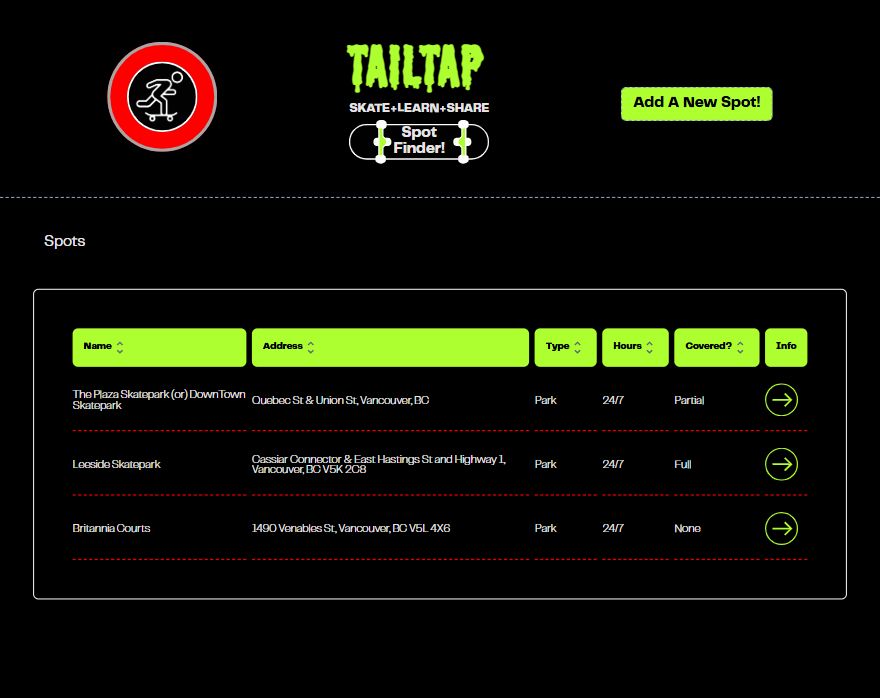 TAILTAP
SKATE+LEARN+SHARE
Spot
Finder!
Add A New Spot!
Spots
Name Address Type Hours Covered? Info
The Plaza Skatepark (or) DownTown
Skatepark
Quebec St & Union St, Vancouver, BC Park 24/7 Partial
Leeside Skatepark
Cassiar Connector & East Hastings St and Highway 1,
Vancouver, BC V5K 2C8
Park 24/7 Full
Britannia Courts 1490 Venables St, Vancouver, BC V5L 4X6 Park 24/7 None